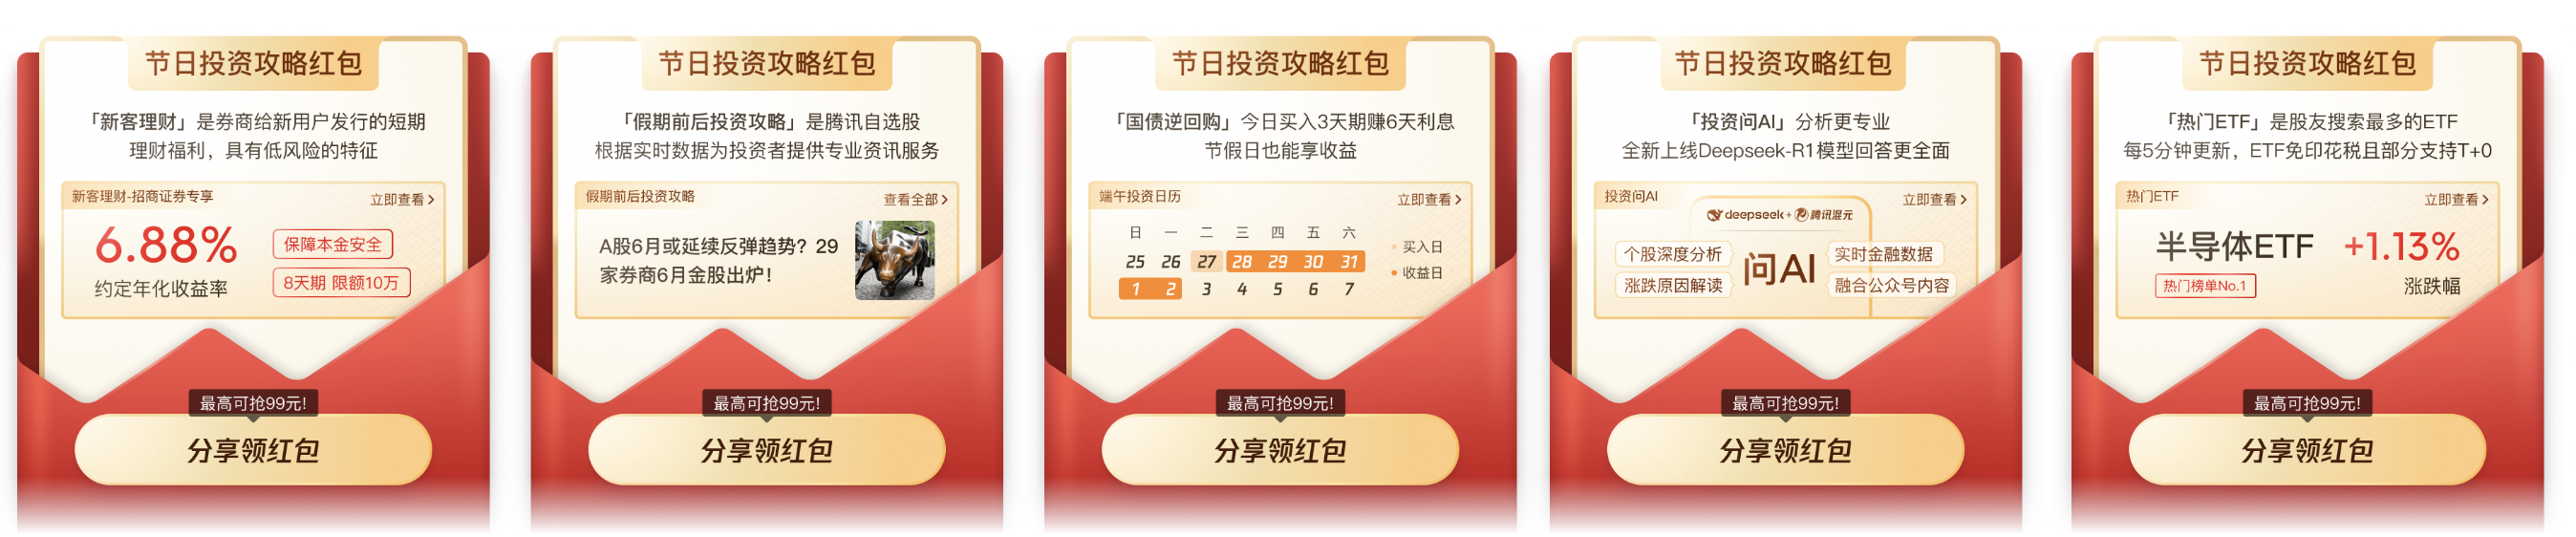 节日投资攻略红包
「新客理财」是券商给新用户发行的短期
理财福利，具有低风险的特征
新客理财-招商证券专享
立即查看
6.88%
保障本金安全
约定年化收益率
8天期 限额10万
最高可抢99元!
分享领红包
节日投资攻略红包
「假期前后投资攻略」是腾讯自选股
根据实时数据为投资者提供专业资讯服务
假期前后投资攻略
查看全部
A股6月或延续反弹趋势？29
家券商6月金股出炉！
最高可抢99元!
分享领红包
节日投资攻略红包
「国债逆回购」今日买入3天期赚6天利息
节假日也能享收益
端午投资日历
立即查看
日 一 二 三 四 五 六
25 26 27 28 29 30 31
1 2 3 4 5 6 7
买入日
收益日
最高可抢99元!
分享领红包
节日投资攻略红包
「投资问AI」分析更专业
全新上线Deepseek-R1模型回答更全面
投资问AI
立即查看
deepseek+腾讯混元
个股深度分析
涨跌原因解读
问AI
实时金融数据
融合公众号内容
最高可抢99元!
分享领红包
节日投资攻略红包
「热门ETF」是股友搜索最多的ETF
每5分钟更新，ETF免印花税且部分支持T+0
热门ETF
立即查看
半导体ETF
+1.13%
热门榜单No.1
涨跌幅
最高可抢99元!
分享领红包